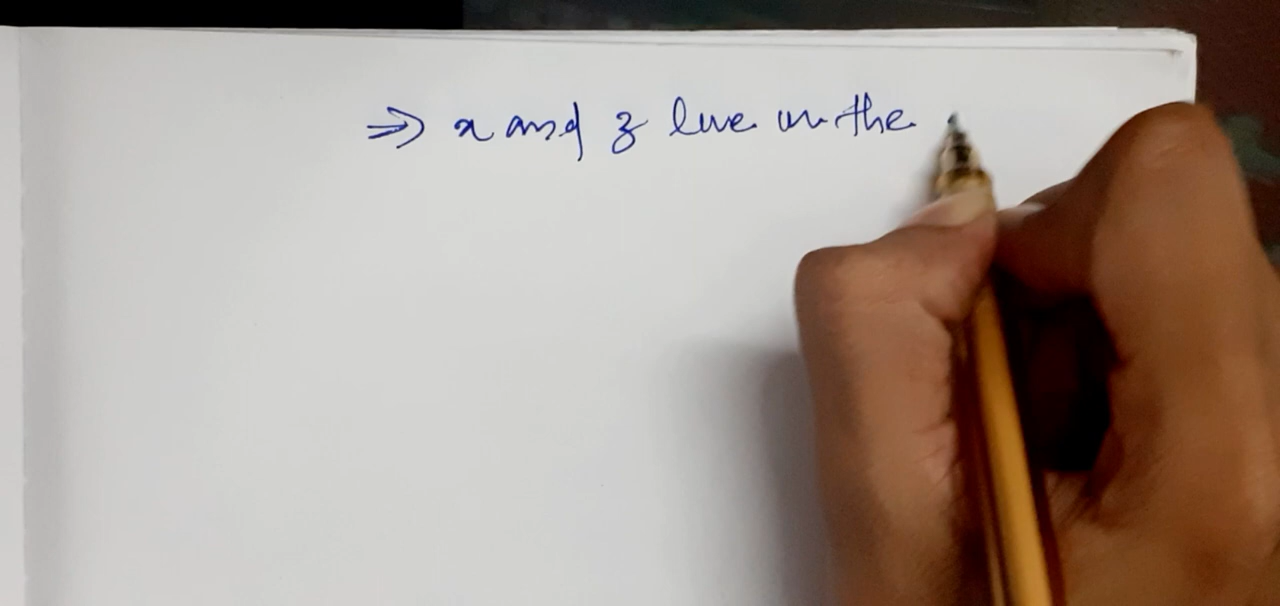 ⇒ x and z live in the